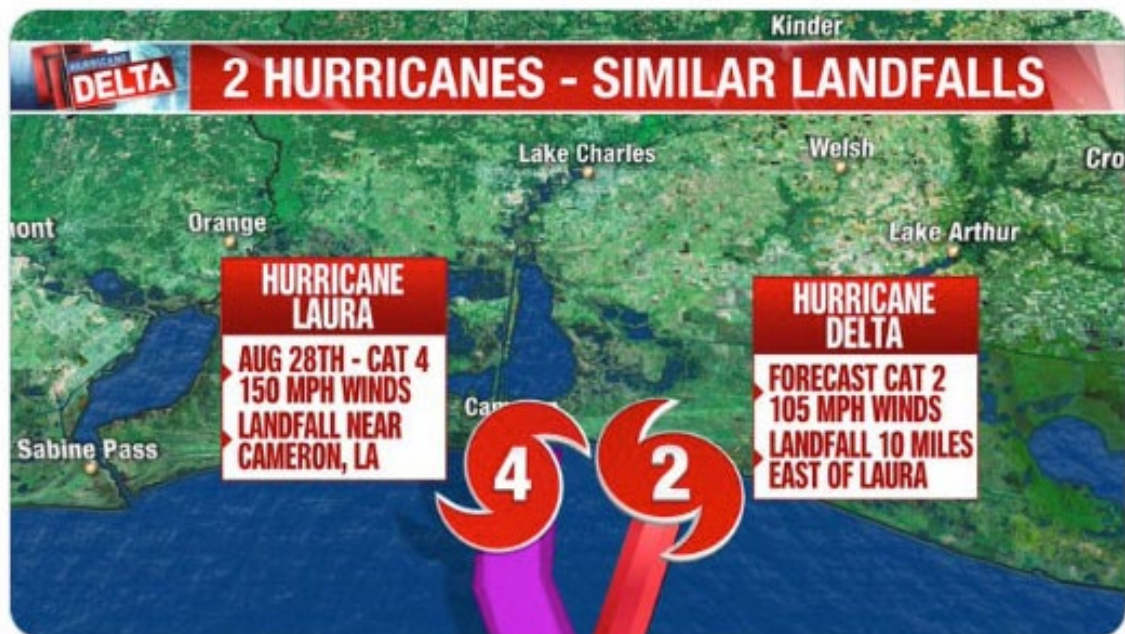 Kinder
HURRICANE
DELTA
2 HURRICANES - SIMILAR LANDFALLS
Lake Charles
Welsh
Cro
ont
Orange
Lake Arthur
HURRICANE
LAURA
AUG 28TH - CAT 4
150 MPH WINDS
LANDFALL NEAR
CAMERON, LA
HURRICANE
DELTA
FORECAST CAT 2
105 MPH WINDS
LANDFALL 10 MILES
EAST OF LAURA
Sabine Pass
4
2